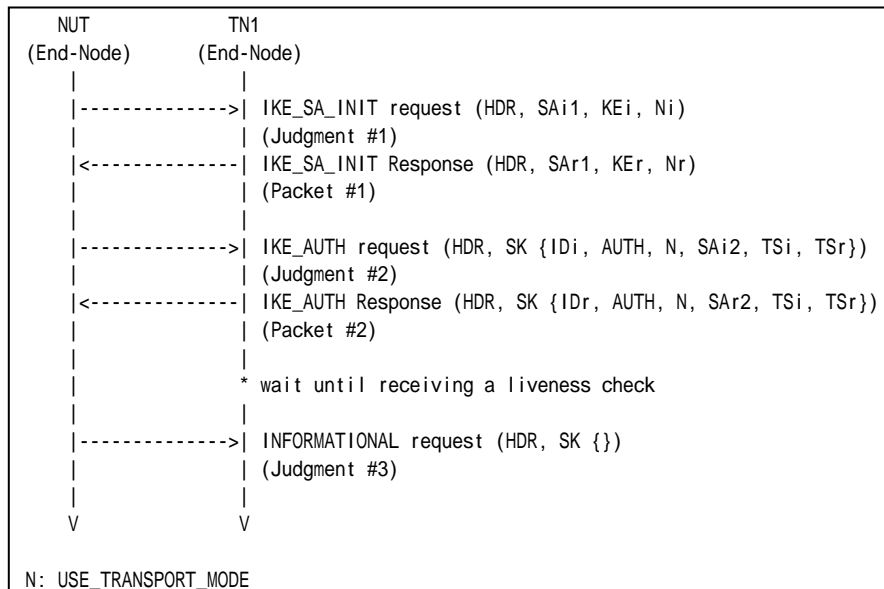 NUT TN1
(End-Node) (End-Node)
| |
|-------------->| IKE_SA_INIT request (HDR, SAi1, KEi, Ni)
| | (Judgment #1)
|<--------------| IKE_SA_INIT Response (HDR, SAr1, KEr, Nr)
| | (Packet #1)
| |
|-------------->| IKE_AUTH request (HDR, SK {IDi, AUTH, N, SAi2, TSi, TSr})
| | (Judgment #2)
|<--------------| IKE_AUTH Response (HDR, SK {IDr, AUTH, N, SAr2, TSi, TSr})
| | (Packet #2)
| |
| * wait until receiving a liveness check
| |
|-------------->| INFORMATIONAL request (HDR, SK {})
| | (Judgment #3)
| |
V V
N: USE_TRANSPORT_MODE